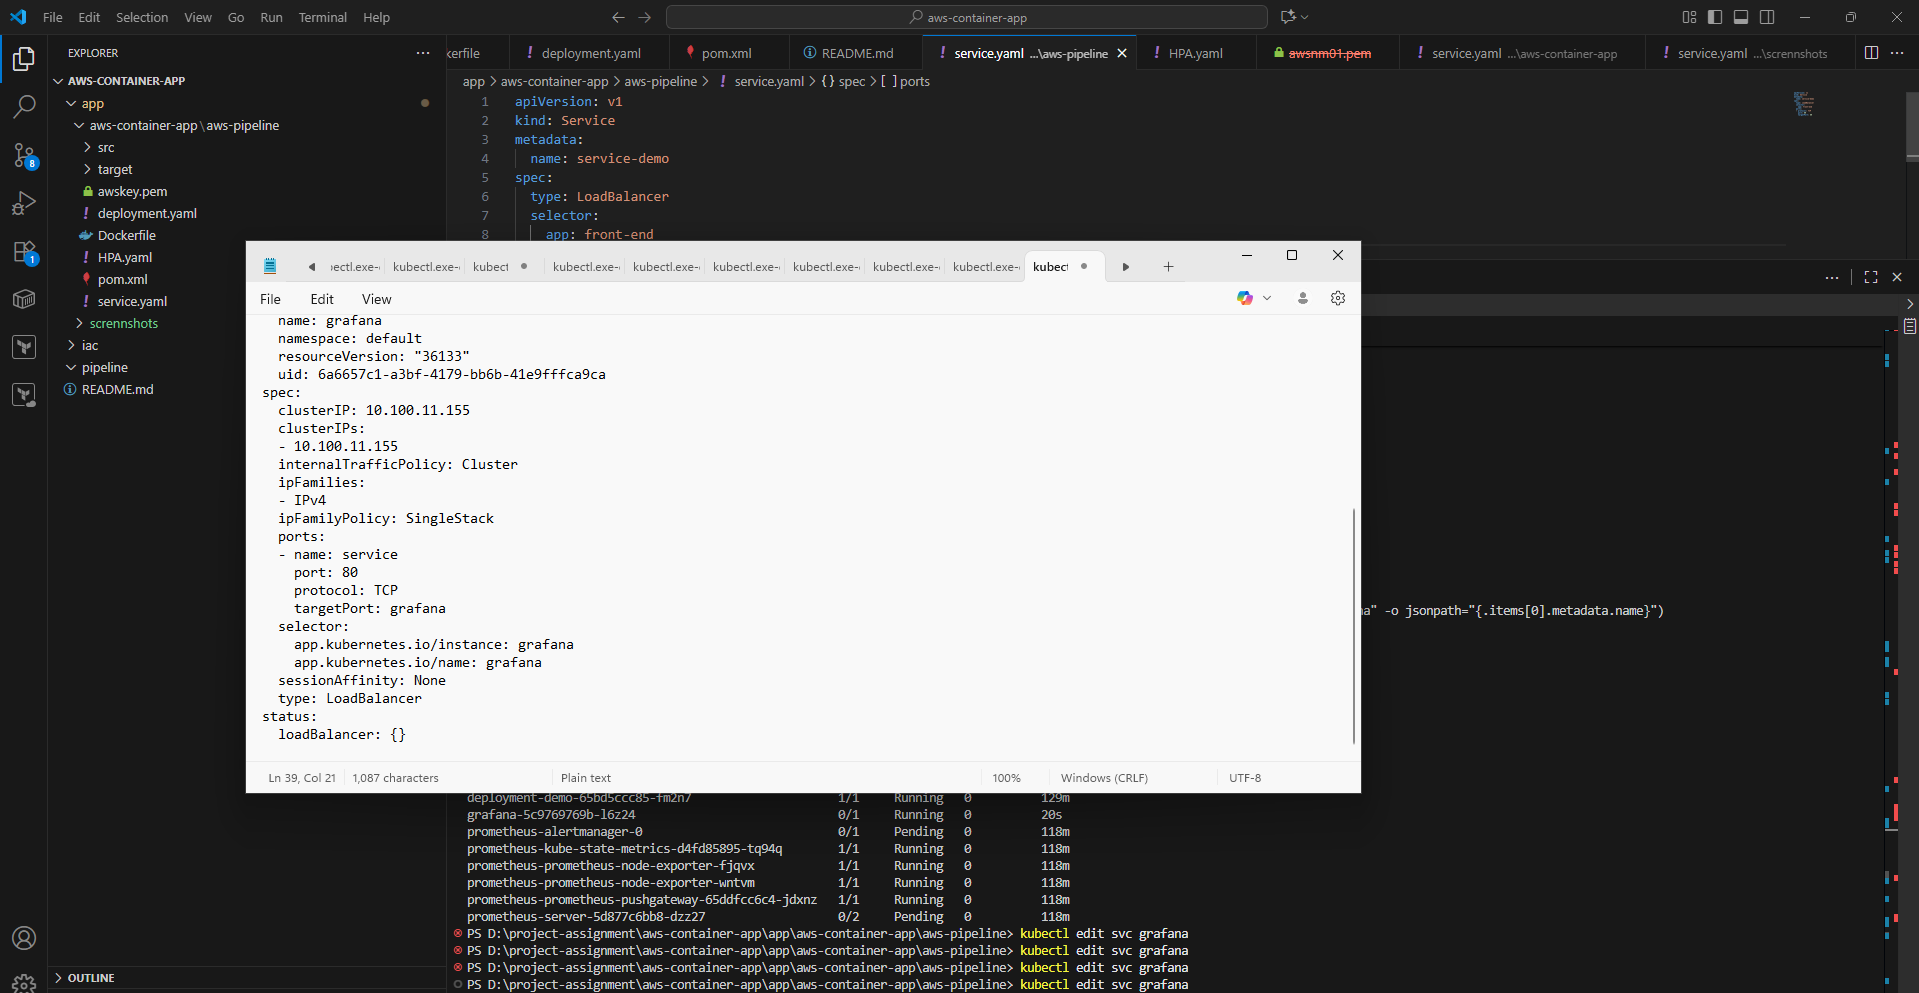 File Edit Selection View Go Run Terminal Help
aws-container-app
EXPLORER
AWS-CONTAINER-APP
app
aws-container-app\aws-pipeline
src
target
awskey.pem
deployment.yaml
Dockerfile
HPA.yaml
pom.xml
service.yaml
scrennshots
iac
pipeline
README.md
OUTLINE
8
1
kerfile
deployment.yaml
pom.xml
README.md
service.yaml ...\aws-pipeline
HPA.yaml
awsnm01.pem
service.yaml ...\aws-container-app
service.yaml ...\scrennshots
app > aws-container-app > aws-pipeline > ! service.yaml > {} spec > [ ] ports
1 apiVersion: v1
2 kind: Service
3 metadata:
4 name: service-demo
5 spec:
6 type: LoadBalancer
7 selector:
8 app: front-end
ectl.exe- kubectl.exe- kubect kubectl.exe- kubectl.exe- kubectl.exe- kubectl.exe- kubectl.exe- kubectl.exe- kubect
File Edit View
name: grafana
namespace: default
resourceVersion: "36133"
uid: 6a6657c1-a3bf-4179-bb6b-41e9fffca9ca
spec:
clusterIP: 10.100.11.155
clusterIPs:
- 10.100.11.155
internalTrafficPolicy: Cluster
ipFamilies:
- IPv4
ipFamilyPolicy: SingleStack
ports:
- name: service
port: 80
protocol: TCP
targetPort: grafana
selector:
app.kubernetes.io/instance: grafana
app.kubernetes.io/name: grafana
sessionAffinity: None
type: LoadBalancer
status:
loadBalancer: {}
Ln 39, Col 21 1,087 characters Plain text 100% Windows (CRLF) UTF-8
a" -o jsonpath="{.items[0].metadata.name}")
deployment-demo-65bd5ccc85-fm2n7 1/1 Running 0 129m
grafana-5c9769769b-l6z24 0/1 Running 0 20s
prometheus-alertmanager-0 0/1 Pending 0 118m
prometheus-kube-state-metrics-d4fd85895-tq94q 1/1 Running 0 118m
prometheus-prometheus-node-exporter-fjqvx 1/1 Running 0 118m
prometheus-prometheus-node-exporter-wntvm 1/1 Running 0 118m
prometheus-prometheus-pushgateway-65ddfcc6c4-jdxnz 1/1 Running 0 118m
prometheus-server-5d877c6bb8-dzz27 0/2 Pending 0 118m
PS D:\project-assignment\aws-container-app\app\aws-container-app\aws-pipeline> kubectl edit svc grafana
PS D:\project-assignment\aws-container-app\app\aws-container-app\aws-pipeline> kubectl edit svc grafana
PS D:\project-assignment\aws-container-app\app\aws-container-app\aws-pipeline> kubectl edit svc grafana
PS D:\project-assignment\aws-container-app\app\aws-container-app\aws-pipeline> kubectl edit svc grafana